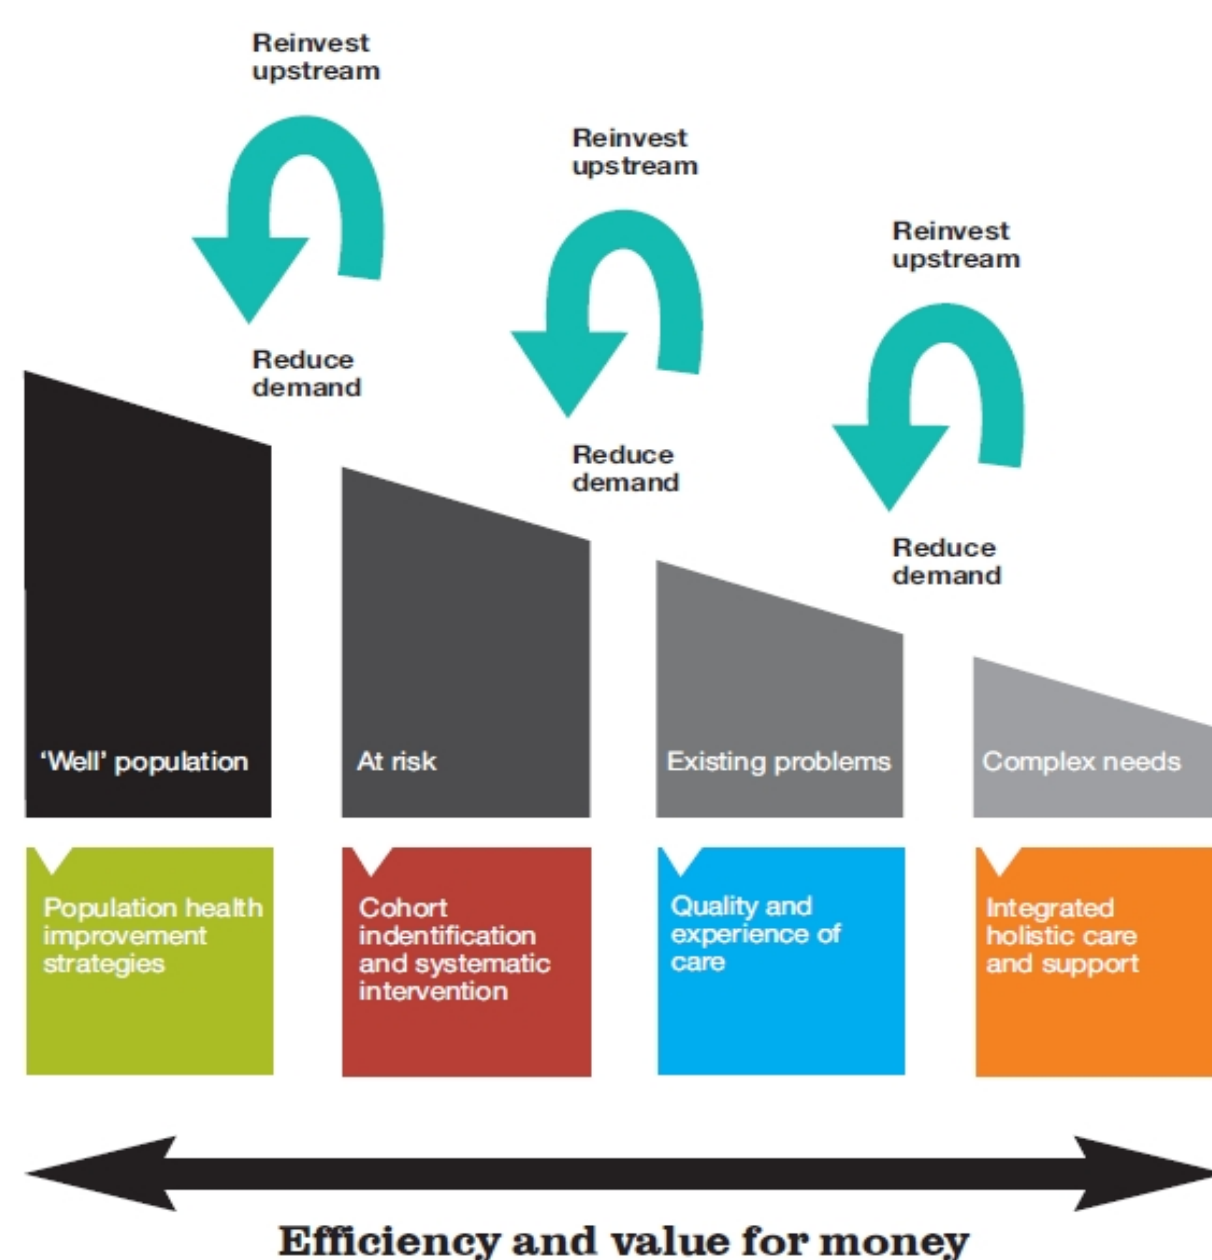 Reinvest
upstream
Reinvest
upstream
Reinvest
upstream
Reduce
demand
Reduce
demand
Reduce
demand
‘Well’ population
At risk
Existing problems
Complex needs
Population health
improvement
strategies
Cohort
indentification
and systematic
intervention
Quality and
experience of
care
Integrated
holistic care
and support
Efficiency and value for money